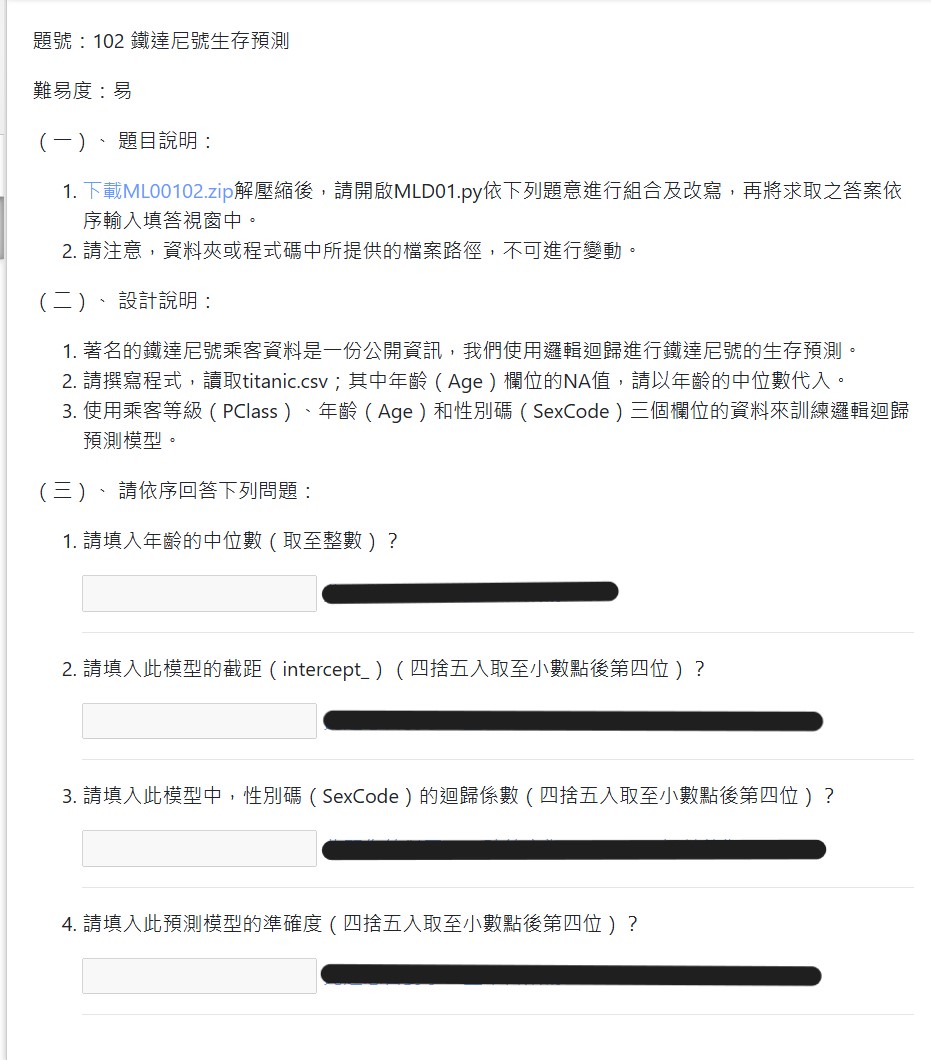 題號：102 鐵達尼號生存預測
難易度：易
（一）、 題目說明：
1. 下載ML00102.zip解壓縮後，請開啟MLD01.py依下列題意進行組合及改寫，再將求取之答案依
序輸入填答視窗中。
2. 請注意，資料夾或程式碼中所提供的檔案路徑，不可進行變動。
（二）、 設計說明：
1. 著名的鐵達尼號乘客資料是一份公開資訊，我們使用邏輯迴歸進行鐵達尼號的生存預測。
2. 請撰寫程式，讀取titanic.csv；其中年齡（Age）欄位的NA值，請以年齡的中位數代入。
3. 使用乘客等級（PClass）、年齡（Age）和性別碼（SexCode）三個欄位的資料來訓練邏輯迴歸
預測模型。
（三）、 請依序回答下列問題：
1. 請填入年齡的中位數（取至整數）？
2. 請填入此模型的截距（intercept_）（四捨五入取至小數點後第四位）？
3. 請填入此模型中，性別碼（SexCode）的迴歸係數（四捨五入取至小數點後第四位）？
4. 請填入此預測模型的準確度（四捨五入取至小數點後第四位）？